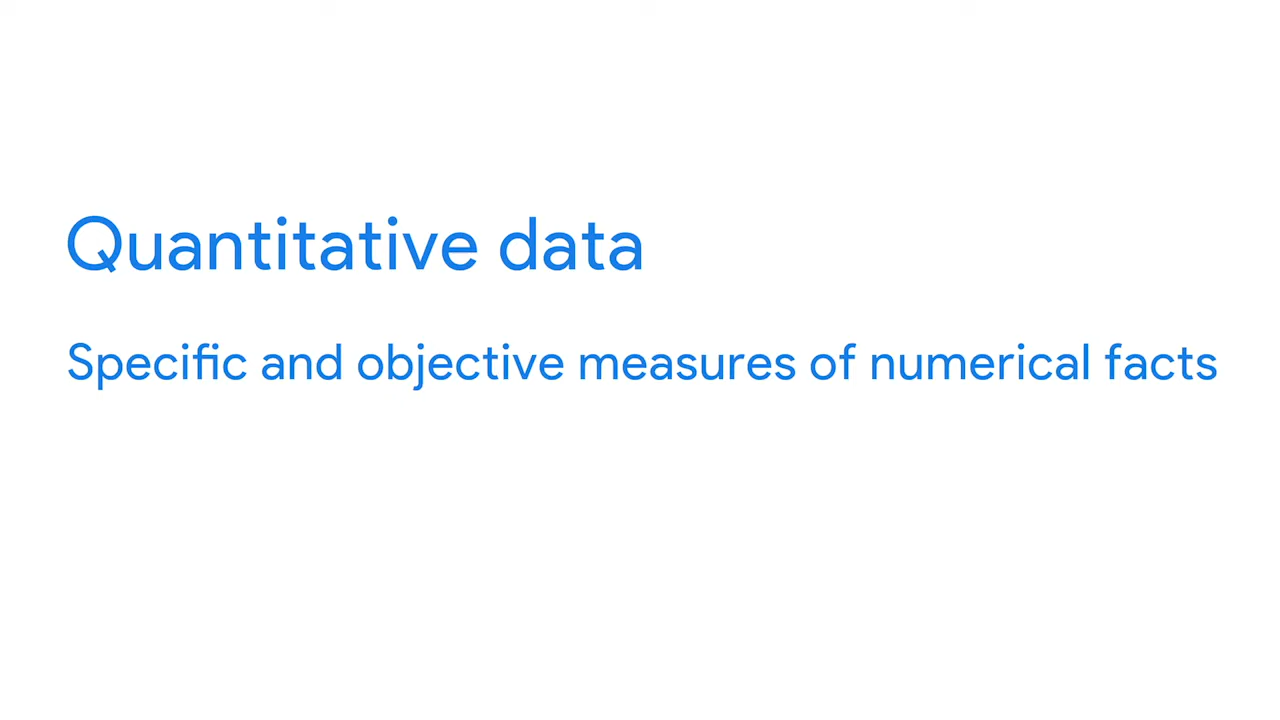 Quantitative data
Specific and objective measures of numerical facts